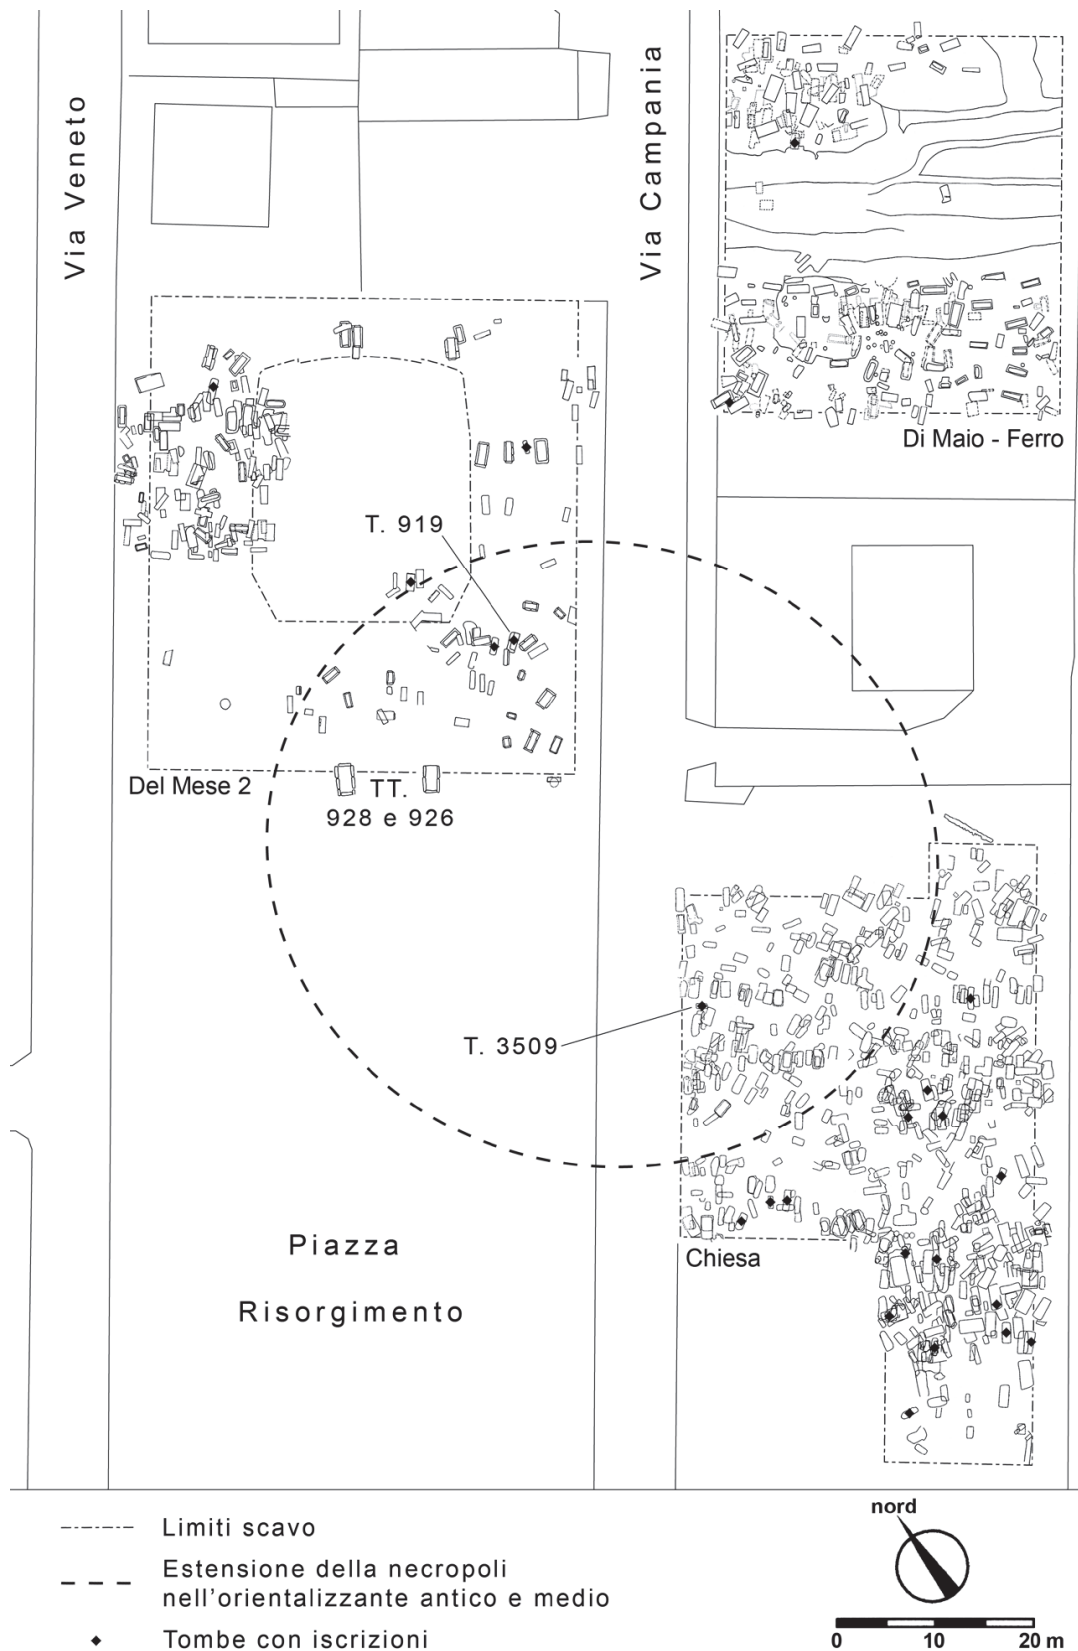 Via Veneto
Via Campania
Di Maio - Ferro
T. 919
Del Mese 2
TT.
928 e 926
T. 3509
Piazza
Risorgimento
Chiesa
nord
Limiti scavo
Estensione della necropoli
nell'orientalizzante antico e medio
Tombe con iscrizioni
0 10 20 m